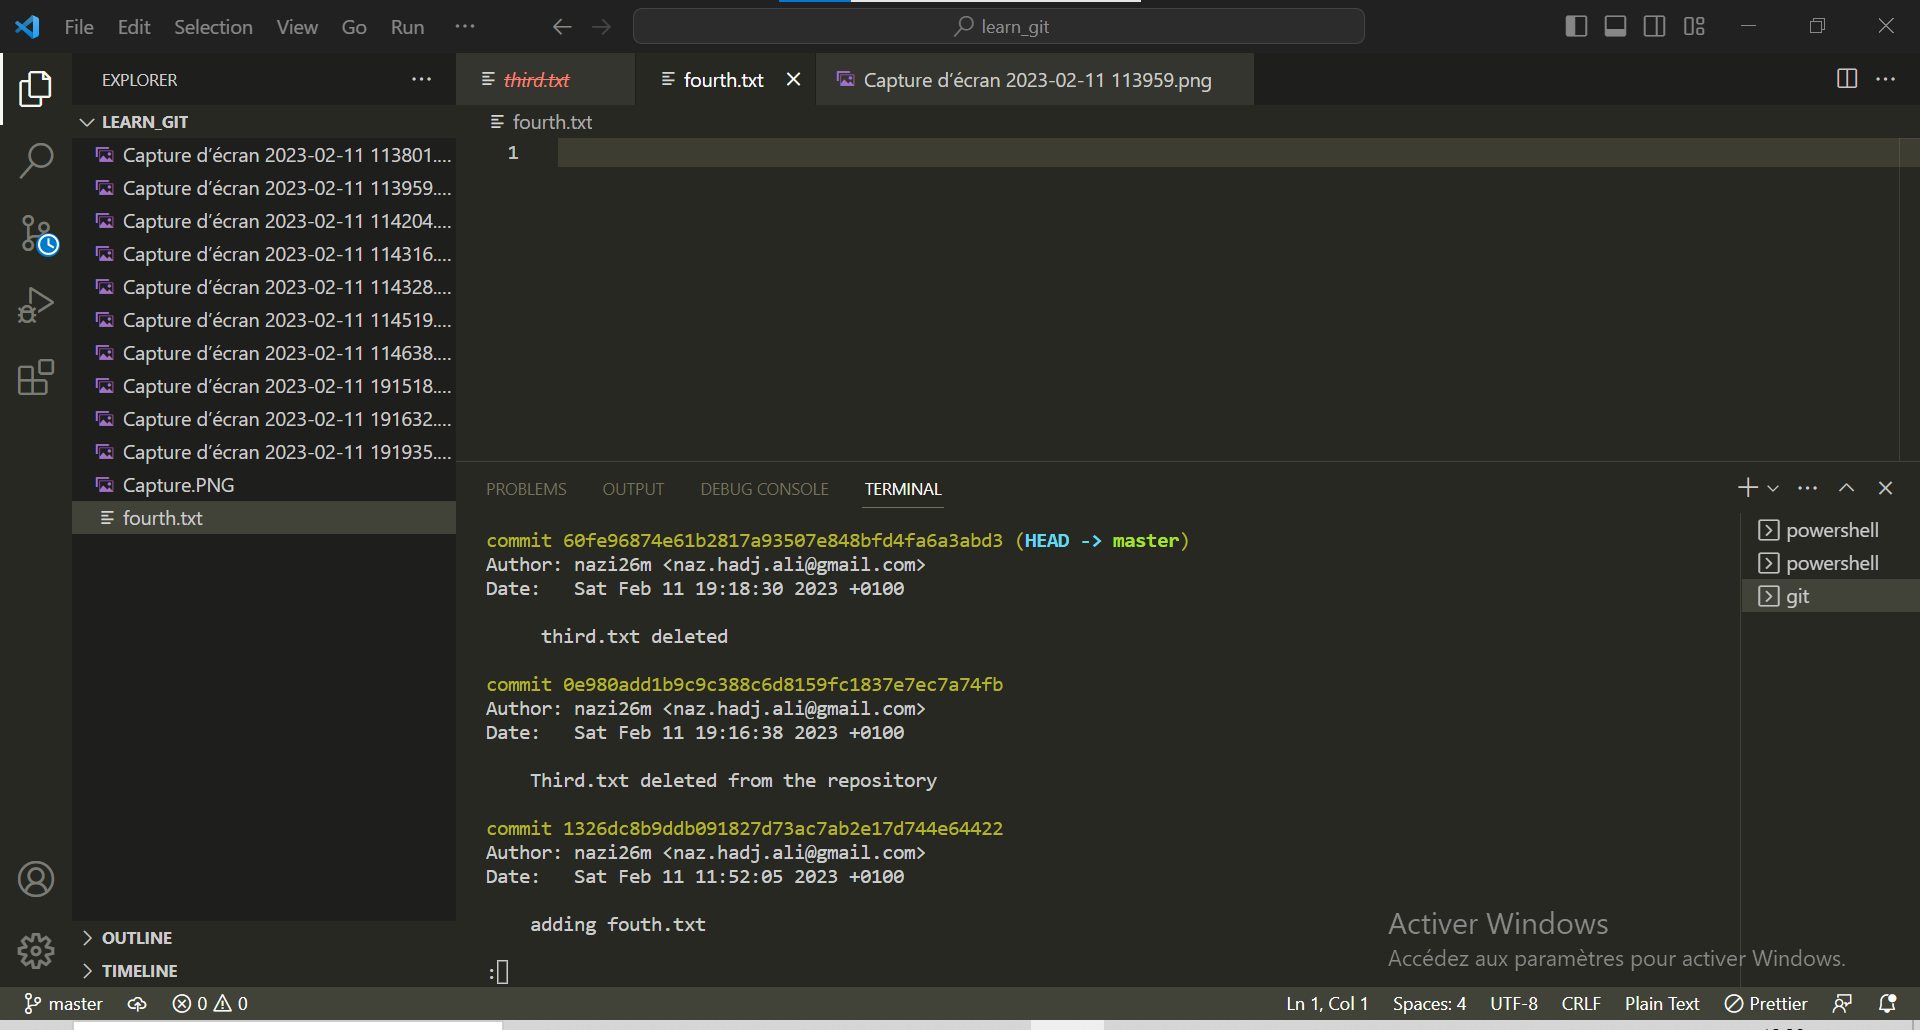 File Edit Selection View Go Run ···
learn_git
EXPLORER
third.txt
fourth.txt
Capture d'écran 2023-02-11 113959.png
LEARN_GIT
fourth.txt
Capture d'écran 2023-02-11 113801....
Capture d'écran 2023-02-11 113959....
Capture d'écran 2023-02-11 114204....
Capture d'écran 2023-02-11 114316....
Capture d'écran 2023-02-11 114328....
Capture d'écran 2023-02-11 114519....
Capture d'écran 2023-02-11 114638....
Capture d'écran 2023-02-11 191518....
Capture d'écran 2023-02-11 191632....
Capture d'écran 2023-02-11 191935....
Capture.PNG
fourth.txt
OUTLINE
TIMELINE
1
PROBLEMS OUTPUT DEBUG CONSOLE TERMINAL
commit 60fe96874e61b2817a93507e848bfd4fa6a3abd3 (HEAD -> master)
Author: nazi26m <naz.hadj.ali@gmail.com>
Date: Sat Feb 11 19:18:30 2023 +0100
third.txt deleted
commit 0e980add1b9c9c388c6d8159fc1837e7ec7a74fb
Author: nazi26m <naz.hadj.ali@gmail.com>
Date: Sat Feb 11 19:16:38 2023 +0100
Third.txt deleted from the repository
commit 1326dc8b9ddb091827d73ac7ab2e17d744e64422
Author: nazi26m <naz.hadj.ali@gmail.com>
Date: Sat Feb 11 11:52:05 2023 +0100
adding fouth.txt
:
powershell
powershell
git
Activer Windows
Accédez aux paramètres pour activer Windows.
master 0 0
Ln 1, Col 1 Spaces: 4 UTF-8 CRLF Plain Text Prettier